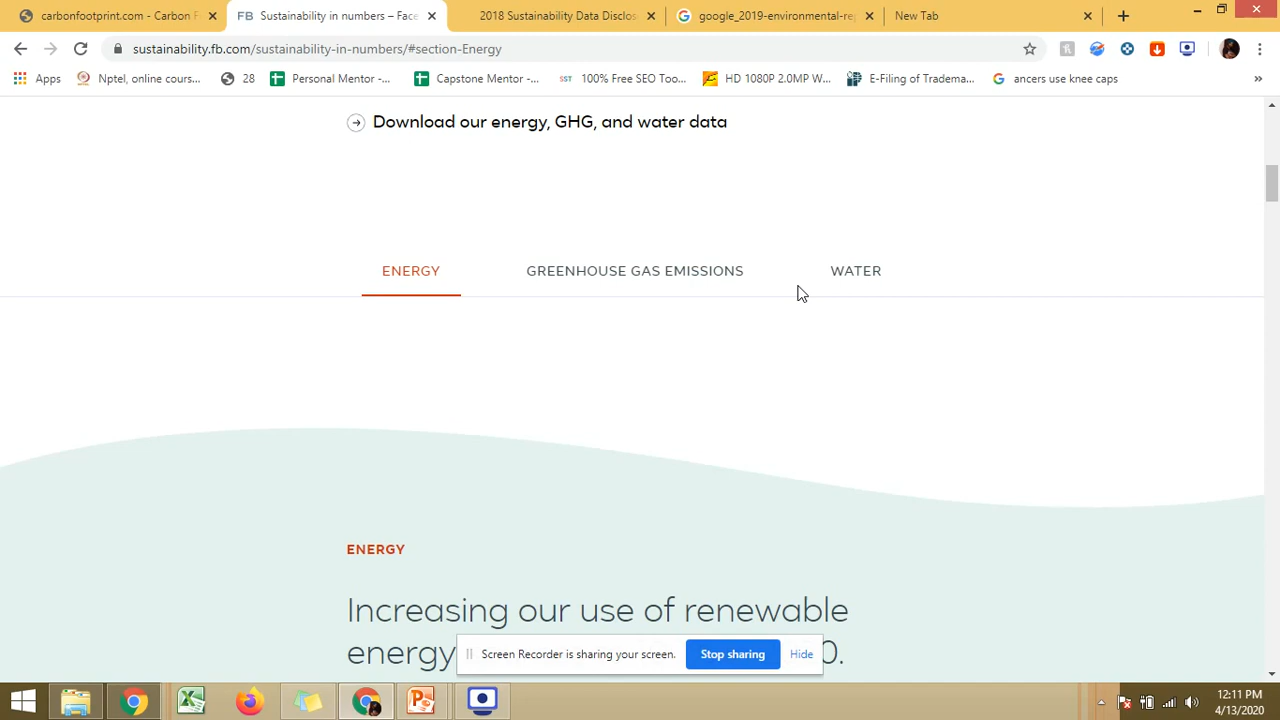 carbonfootprint.com - Carbon F
FB Sustainability in numbers – Face
2018 Sustainability Data Disclos
google_2019-environmental-rep
New Tab
sustainability.fb.com/sustainability-in-numbers/#section-Energy
Apps
Nptel, online cours...
28
Personal Mentor -...
Capstone Mentor -...
SST 100% Free SEO Too...
HD 1080P 2.0MP W...
E-Filing of Tradema...
ancers use knee caps
»
Download our energy, GHG, and water data
ENERGY
GREENHOUSE GAS EMISSIONS
WATER
ENERGY
Increasing our use of renewable
energy 0.
Screen Recorder is sharing your screen.
Stop sharing
Hide
12:11 PM
4/13/2020